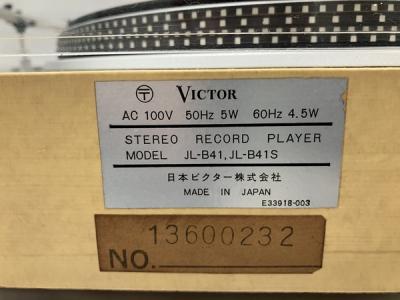 〒 VICTOR
AC 100V 50Hz 5W 60Hz 4.5W
STEREO RECORD PLAYER
MODEL JL-B41, JL-B41S
日本ビクター株式会社
MADE IN JAPAN
E33918-003
13600232
NO.